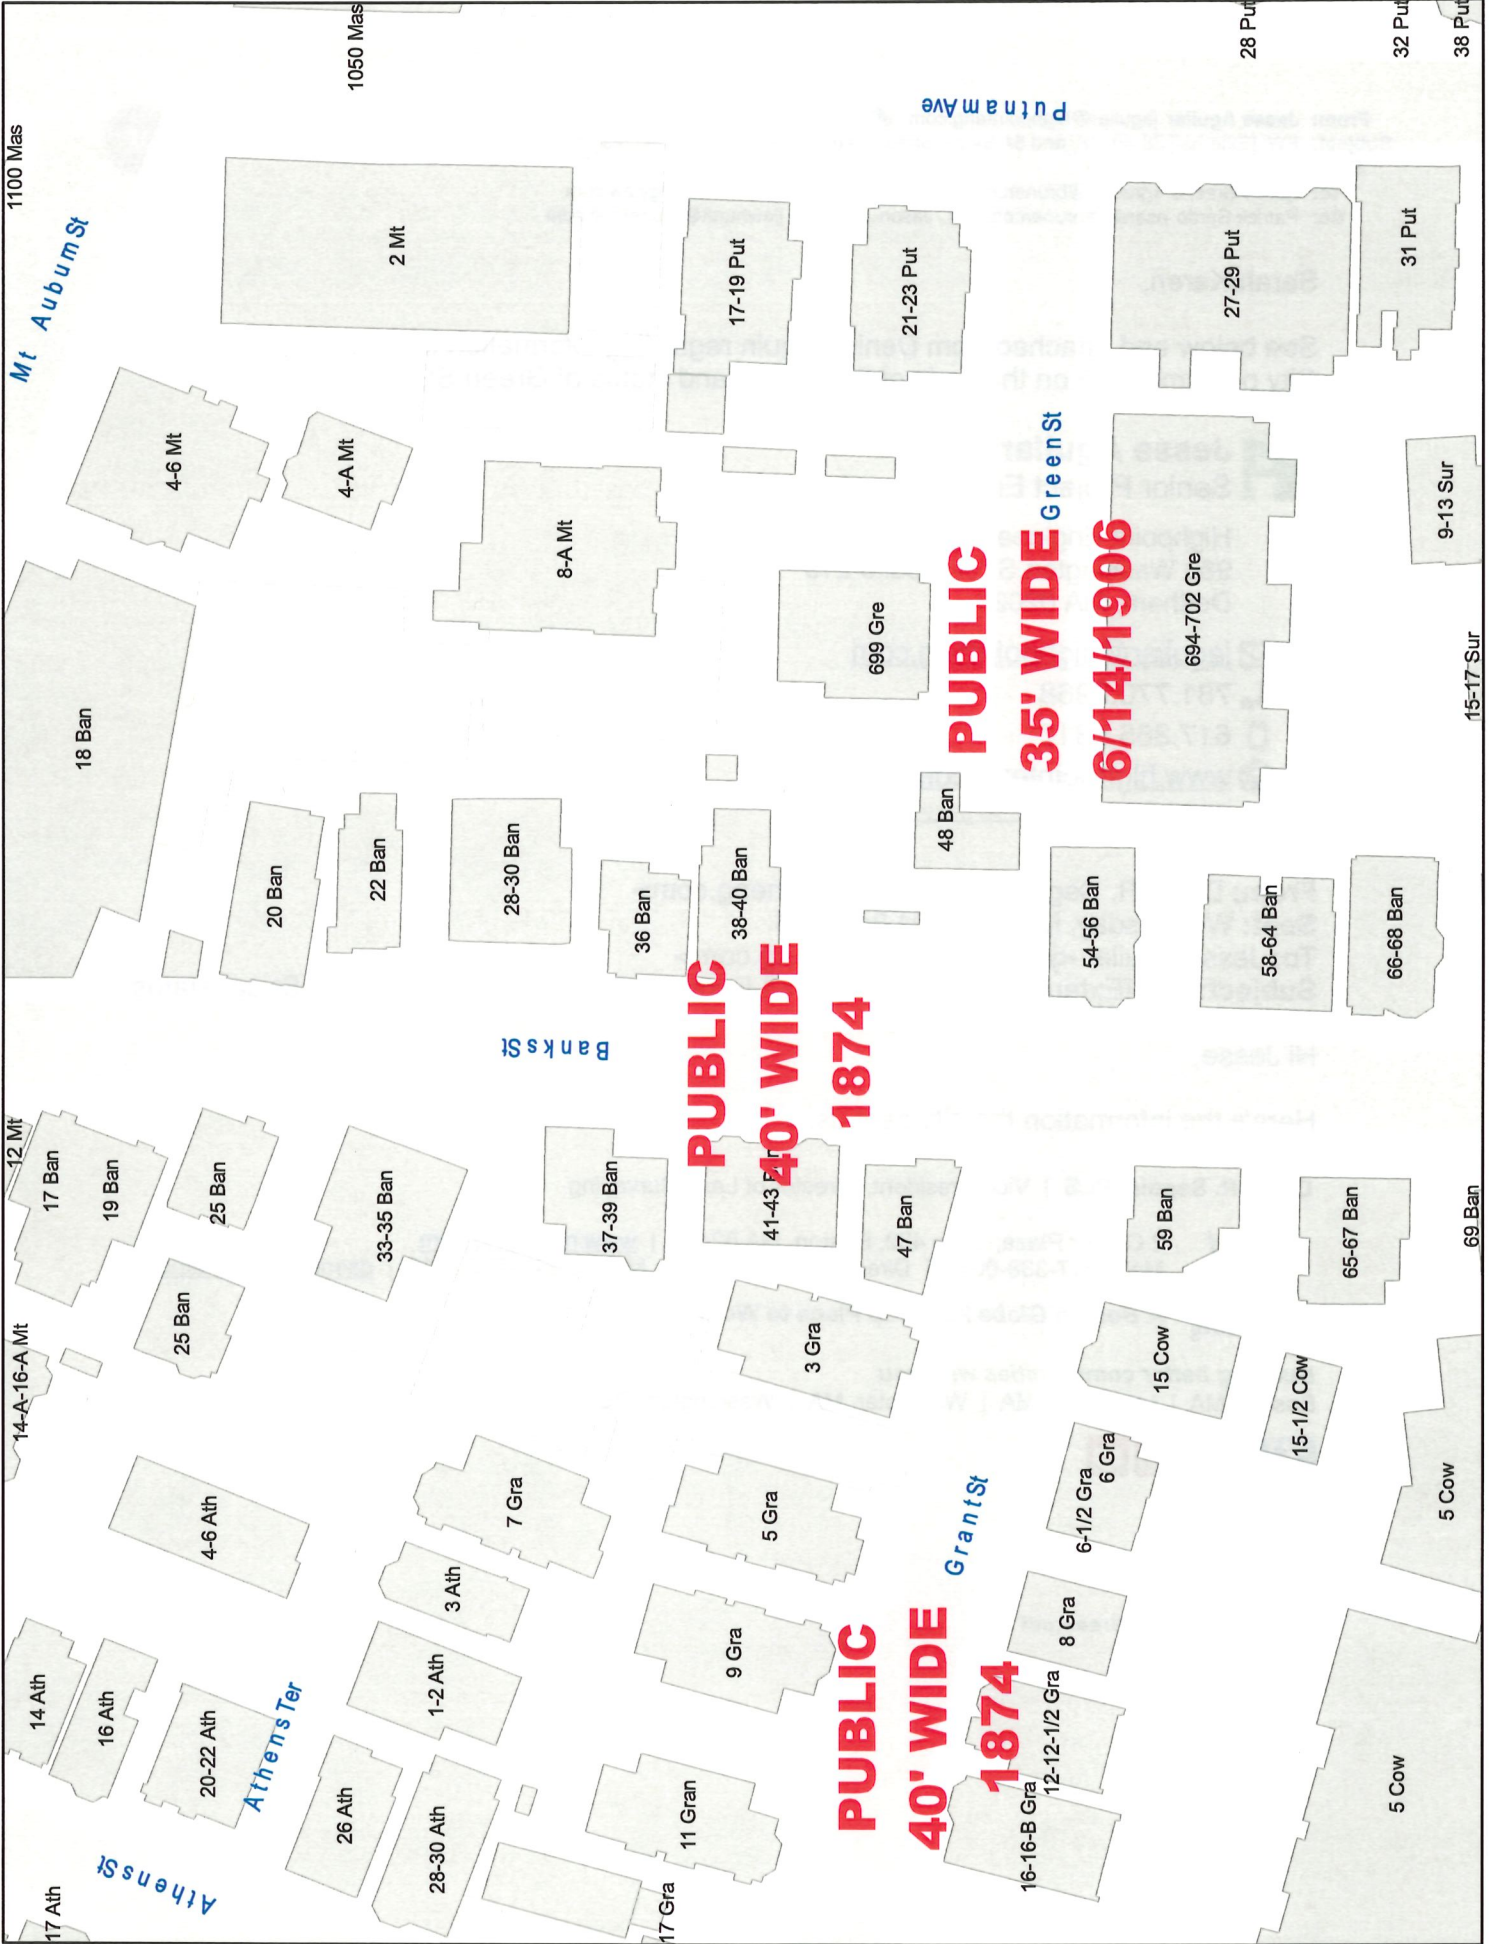 17 Ath
14 Ath
16 Ath
20-22 Ath
26 Ath
28-30 Ath
Athens St
Athens Ter
4-6 Ath
3 Ath
1-2 Ath
17 Gra
11 Gran
9 Gra
7 Gra
5 Gra
3 Gra
14-A-16-A Mt
12 Mt
17 Ban
19 Ban
25 Ban
25 Ban
33-35 Ban
37-39 Ban
41-43 Ban
47 Ban
Banks St
PUBLIC
40' WIDE
1874
18 Ban
20 Ban
22 Ban
28-30 Ban
36 Ban
38-40 Ban
48 Ban
54-56 Ban
58-64 Ban
66-68 Ban
Mt Auburn St
1100 Mas
1050 Mas
4-6 Mt
4-A Mt
8-A Mt
2 Mt
17-19 Put
21-23 Put
27-29 Put
31 Put
28 Put
32 Put
38 Put
Putnam Ave
699 Gre
PUBLIC
35' WIDE
6/14/1906
Green St
694-702 Gre
9-13 Sur
15-17 Sur
PUBLIC
40' WIDE
1874
Grant St
16-16-B Gra
12-12-1/2 Gra
8 Gra
6-1/2 Gra
6 Gra
15 Cow
15-1/2 Cow
59 Ban
65-67 Ban
69 Ban
5 Cow
5 Cow